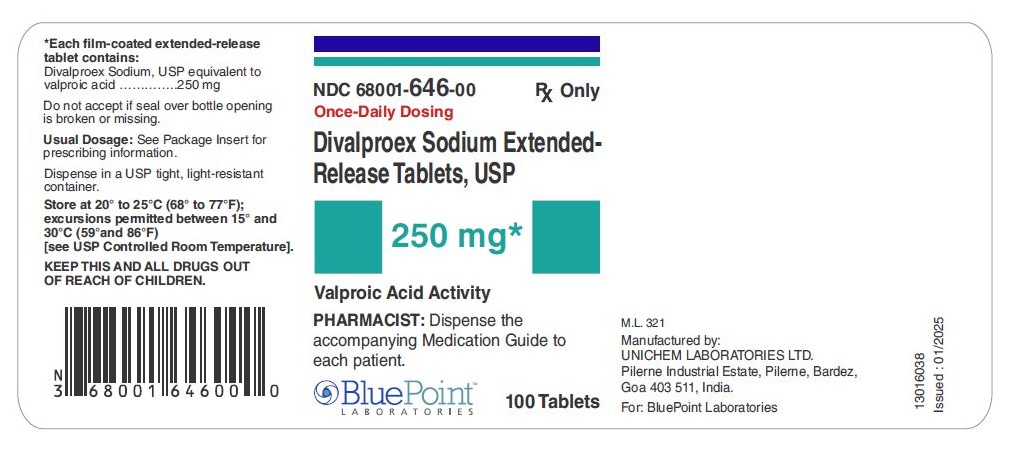 *Each film-coated extended-release
tablet contains:
Divalproex Sodium, USP equivalent to
valproic acid ..............250 mg
Do not accept if seal over bottle opening
is broken or missing.
Usual Dosage: See Package Insert for
prescribing information.
Dispense in a USP tight, light-resistant
container.
Store at 20° to 25°C (68° to 77°F);
excursions permitted between 15° and
30°C (59°and 86°F)
[see USP Controlled Room Temperature].
KEEP THIS AND ALL DRUGS OUT
OF REACH OF CHILDREN.
N
3 68001 64600 0
NDC 68001-646-00 Rx Only
Once-Daily Dosing
Divalproex Sodium Extended-
Release Tablets, USP
250 mg*
Valproic Acid Activity
PHARMACIST: Dispense the
accompanying Medication Guide to
each patient.
BluePoint™
LABORATORIES
100 Tablets
M.L. 321
Manufactured by:
UNICHEM LABORATORIES LTD.
Pilerne Industrial Estate, Pilerne, Bardez,
Goa 403 511, India.
For: BluePoint Laboratories
13016038
Issued : 01/2025